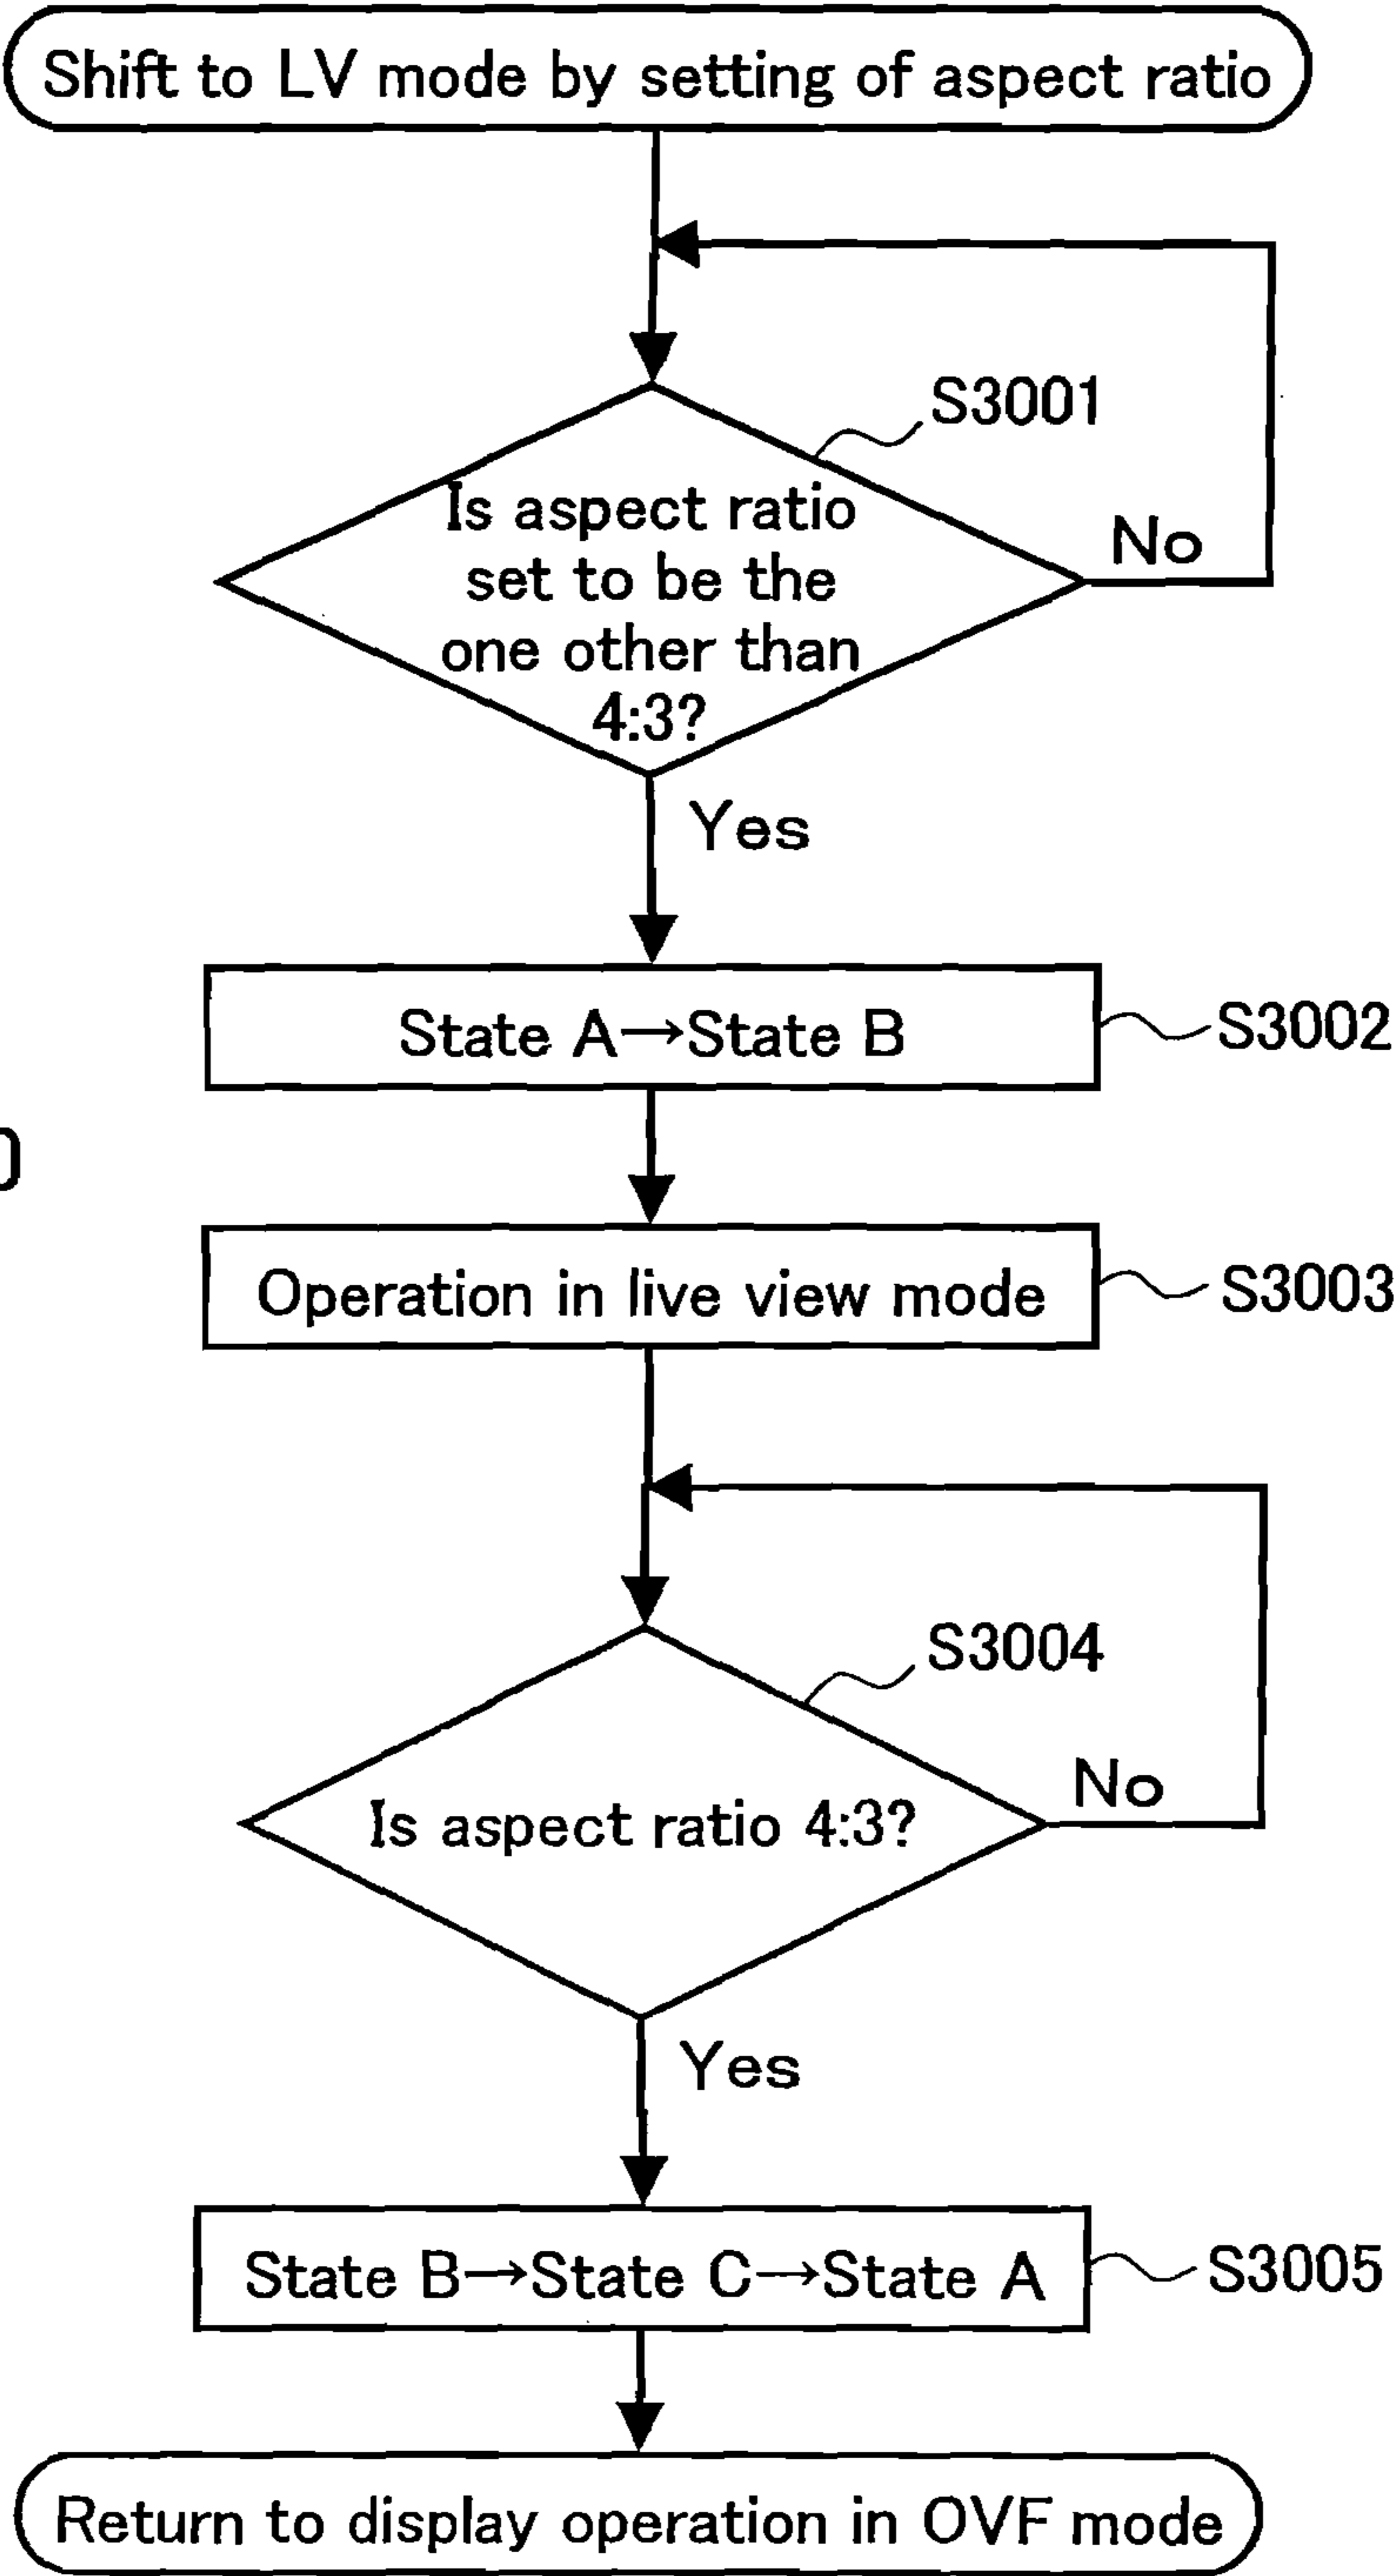 Shift to LV mode by setting of aspect ratio
S3001
Is aspect ratio
set to be the
one other than
4:3?
No
Yes
State A→State B
S3002
Operation in live view mode
S3003
S3004
Is aspect ratio 4:3?
No
Yes
State B→State C→State A
S3005
Return to display operation in OVF mode